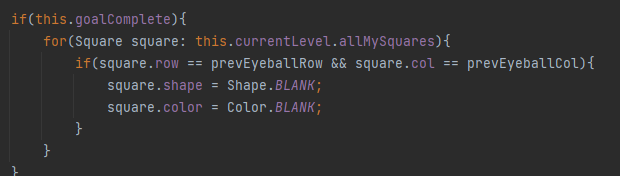 if(this.goalComplete){
for(Square square: this.currentLevel.allMySquares){
if(square.row == prevEyeballRow && square.col == prevEyeballCol){
square.shape = Shape.BLANK;
square.color = Color.BLANK;
}
}
}